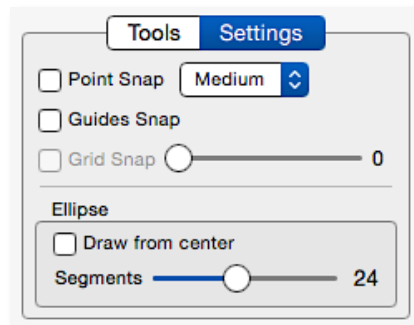 Tools Settings
Point Snap Medium
Guides Snap
Grid Snap 0
Ellipse
Draw from center
Segments 24